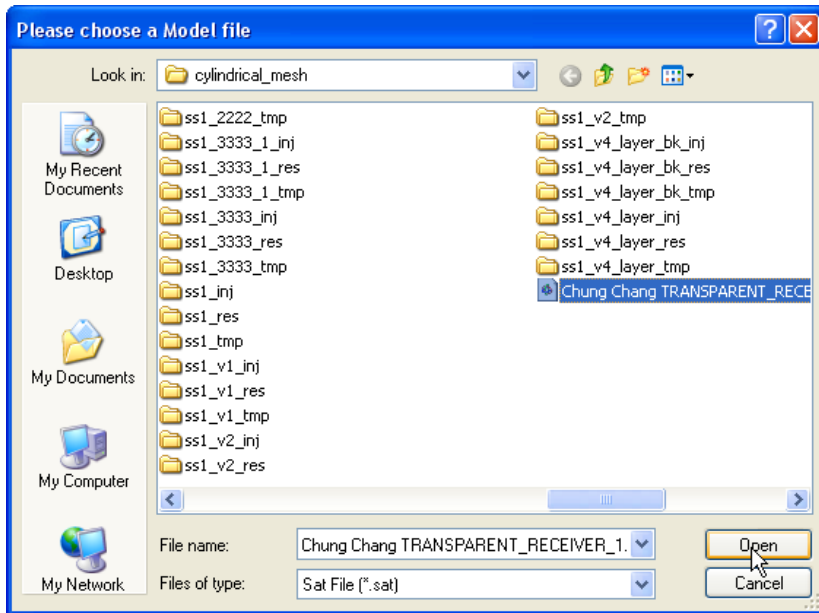 Please choose a Model file
Look in:
cylindrical_mesh
My Recent
Documents
Desktop
My Documents
My Computer
My Network
ss1_2222_tmp
ss1_3333_1_inj
ss1_3333_1_res
ss1_3333_1_tmp
ss1_3333_inj
ss1_3333_res
ss1_3333_tmp
ss1_inj
ss1_res
ss1_tmp
ss1_v1_inj
ss1_v1_res
ss1_v1_tmp
ss1_v2_inj
ss1_v2_res
ss1_v2_tmp
ss1_v4_layer_bk_inj
ss1_v4_layer_bk_res
ss1_v4_layer_bk_tmp
ss1_v4_layer_inj
ss1_v4_layer_res
ss1_v4_layer_tmp
Chung Chang TRANSPARENT_RECE
File name:
Chung Chang TRANSPARENT_RECEIVER_1.
Open
Files of type:
Sat File (*.sat)
Cancel